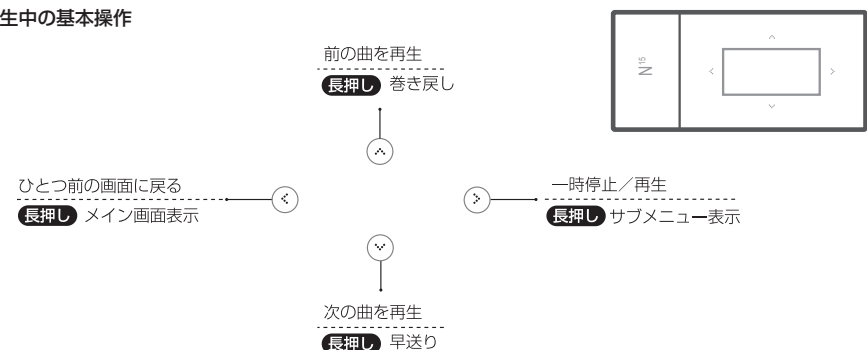 生中の基本操作
前の曲を再生
長押し 巻き戻し
N15
ひとつ前の画面に戻る
長押し メイン画面表示
一時停止／再生
長押し サブメニュー表示
次の曲を再生
長押し 早送り